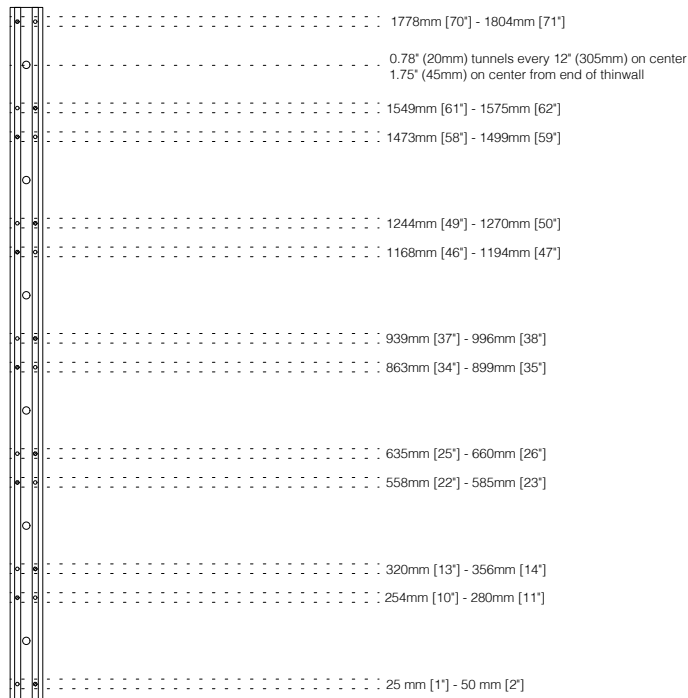 1778mm [70"] - 1804mm [71"]
0.78" (20mm) tunnels every 12" (305mm) on center
1.75" (45mm) on center from end of thinwall
1549mm [61"] - 1575mm [62"]
1473mm [58"] - 1499mm [59"]
1244mm [49"] - 1270mm [50"]
1168mm [46"] - 1194mm [47"]
939mm [37"] - 996mm [38"]
863mm [34"] - 899mm [35"]
635mm [25"] - 660mm [26"]
558mm [22"] - 585mm [23"]
320mm [13"] - 356mm [14"]
254mm [10"] - 280mm [11"]
25 mm [1"] - 50 mm [2"]